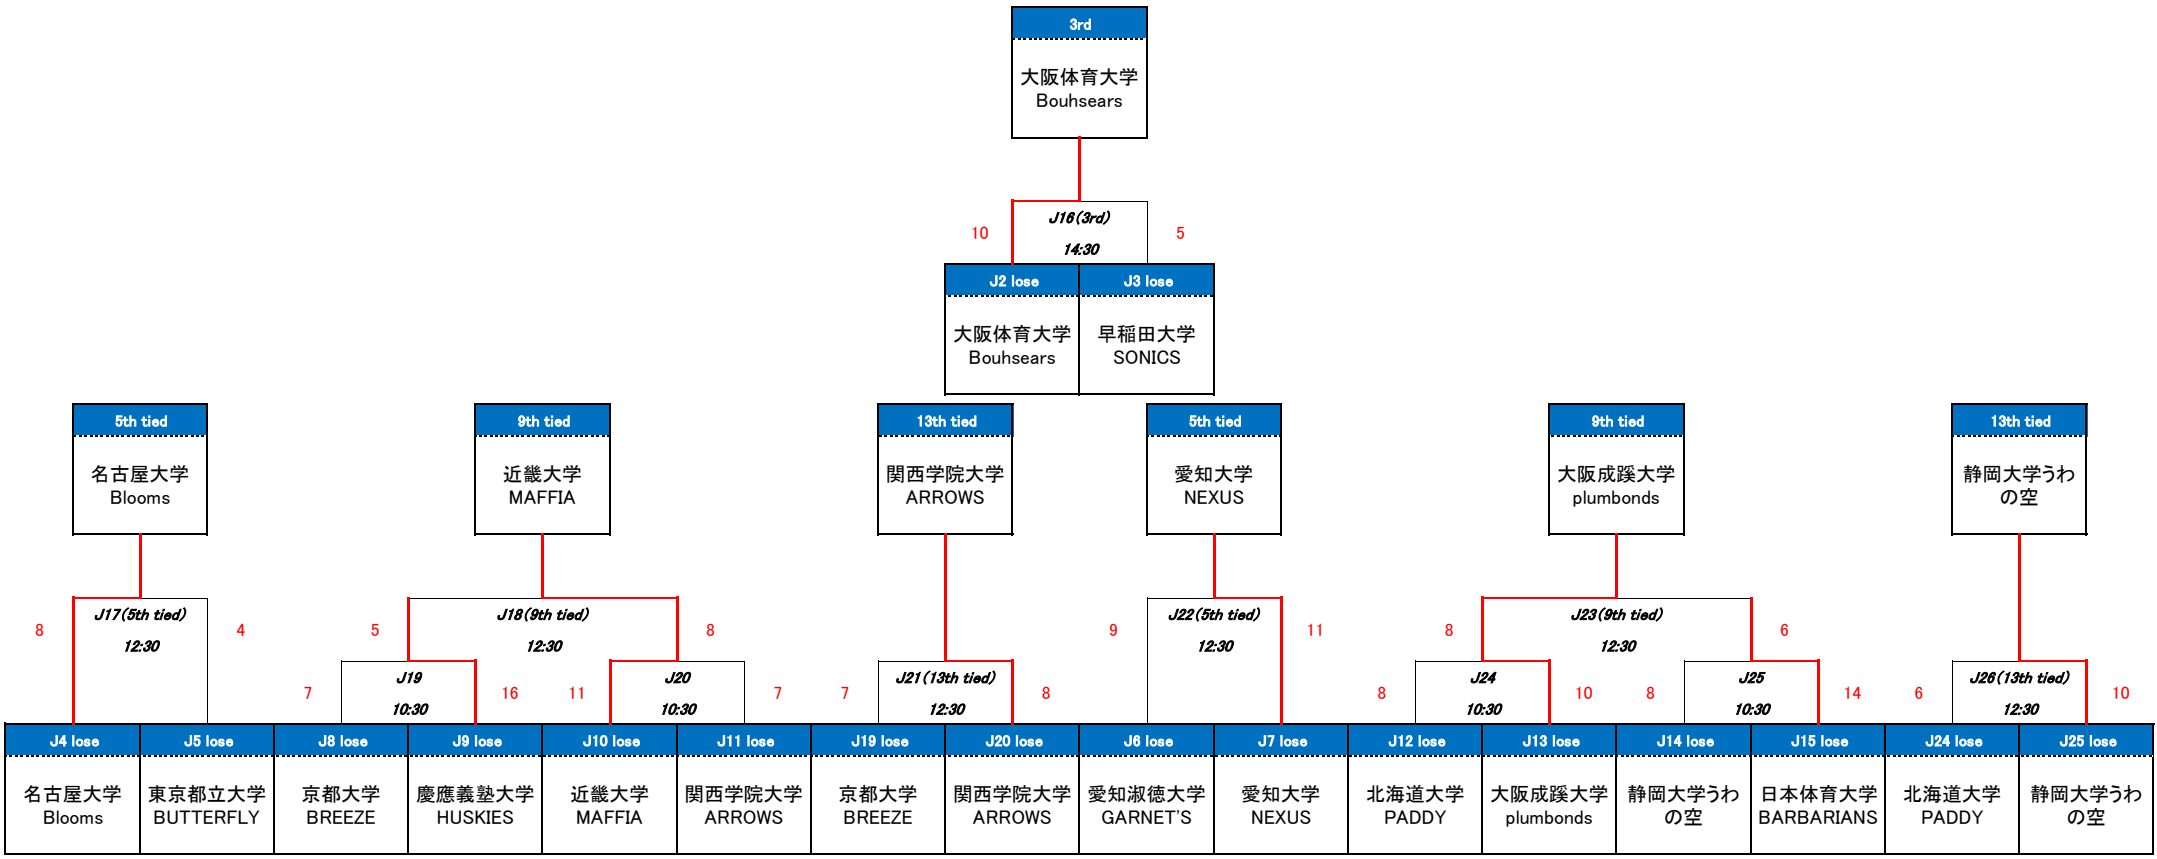 3rd
大阪体育大学
Bouhsears
J16(3rd)
10 5
14:30
J2 lose J3 lose
大阪体育大学 早稲田大学
Bouhsears SONICS
5th tied 9th tied 13th tied 5th tied 9th tied 13th tied
名古屋大学 近畿大学 関西学院大学 愛知大学 大阪成蹊大学 静岡大学うわ
Blooms MAFFIA ARROWS NEXUS plumbonds の空
J17(5th tied) J18(9th tied) J22(5th tied) J23(9th tied)
8 4 5 8 9 11 8 6
12:30 12:30 12:30 12:30
J19 J20 J21(13th tied) J24 J25 J26(13th tied)
7 16 11 7 7 8 8 10 8 14 6 10
10:30 10:30 12:30 10:30 10:30 12:30
J4 lose J5 lose J8 lose J9 lose J10 lose J11 lose J19 lose J20 lose J6 lose J7 lose J12 lose J13 lose J14 lose J15 lose J24 lose J25 lose
名古屋大学 東京都立大学 京都大学 慶應義塾大学 近畿大学 関西学院大学 京都大学 関西学院大学 愛知淑徳大学 愛知大学 北海道大学 大阪成蹊大学 静岡大学うわ 日本体育大学 北海道大学 静岡大学うわ
Blooms BUTTERFLY BREEZE HUSKIES MAFFIA ARROWS BREEZE ARROWS GARNET'S NEXUS PADDY plumbonds の空 BARBARIANS PADDY の空